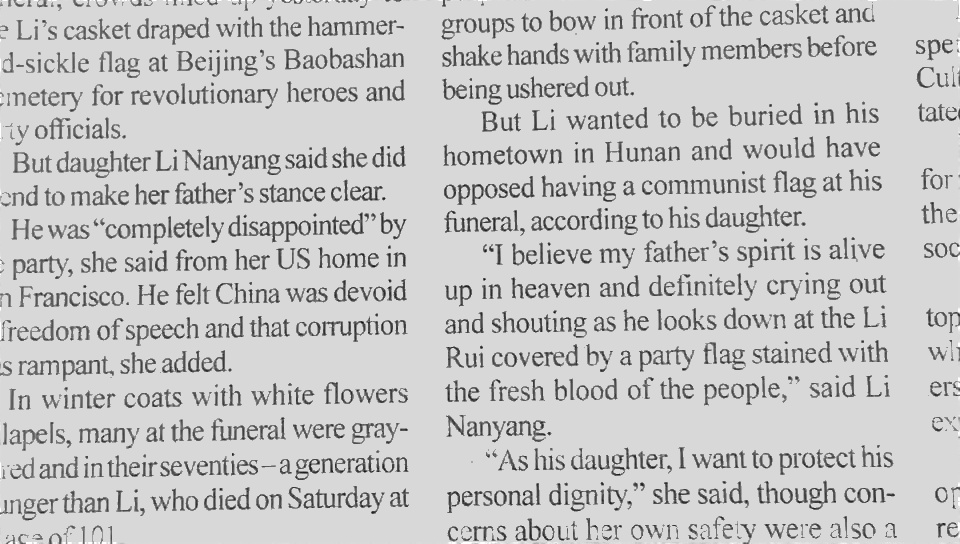 Li's casket draped with the hammer-
d-sickle flag at Beijing's Baobashan
metery for revolutionary heroes and
ty officials.
But daughter Li Nanyang said she did
end to make her father's stance clear.
He was “completely disappointed” by
party, she said from her US home in
n Francisco. He felt China was devoid
freedom of speech and that corruption
s rampant, she added.
In winter coats with white flowers
lapels, many at the funeral were gray-
red and in their seventies – a generation
unger than Li, who died on Saturday at
age of 101
groups to bow in front of the casket and
shake hands with family members before
being ushered out.
But Li wanted to be buried in his
hometown in Hunan and would have
opposed having a communist flag at his
funeral, according to his daughter.
“I believe my father's spirit is alive
up in heaven and definitely crying out
and shouting as he looks down at the Li
Rui covered by a party flag stained with
the fresh blood of the people,” said Li
Nanyang.
“As his daughter, I want to protect his
personal dignity,” she said, though con-
cerns about her own safety were also a
spe
Cul
tated
for
the
soc
top
wh
ers
ex
op
re